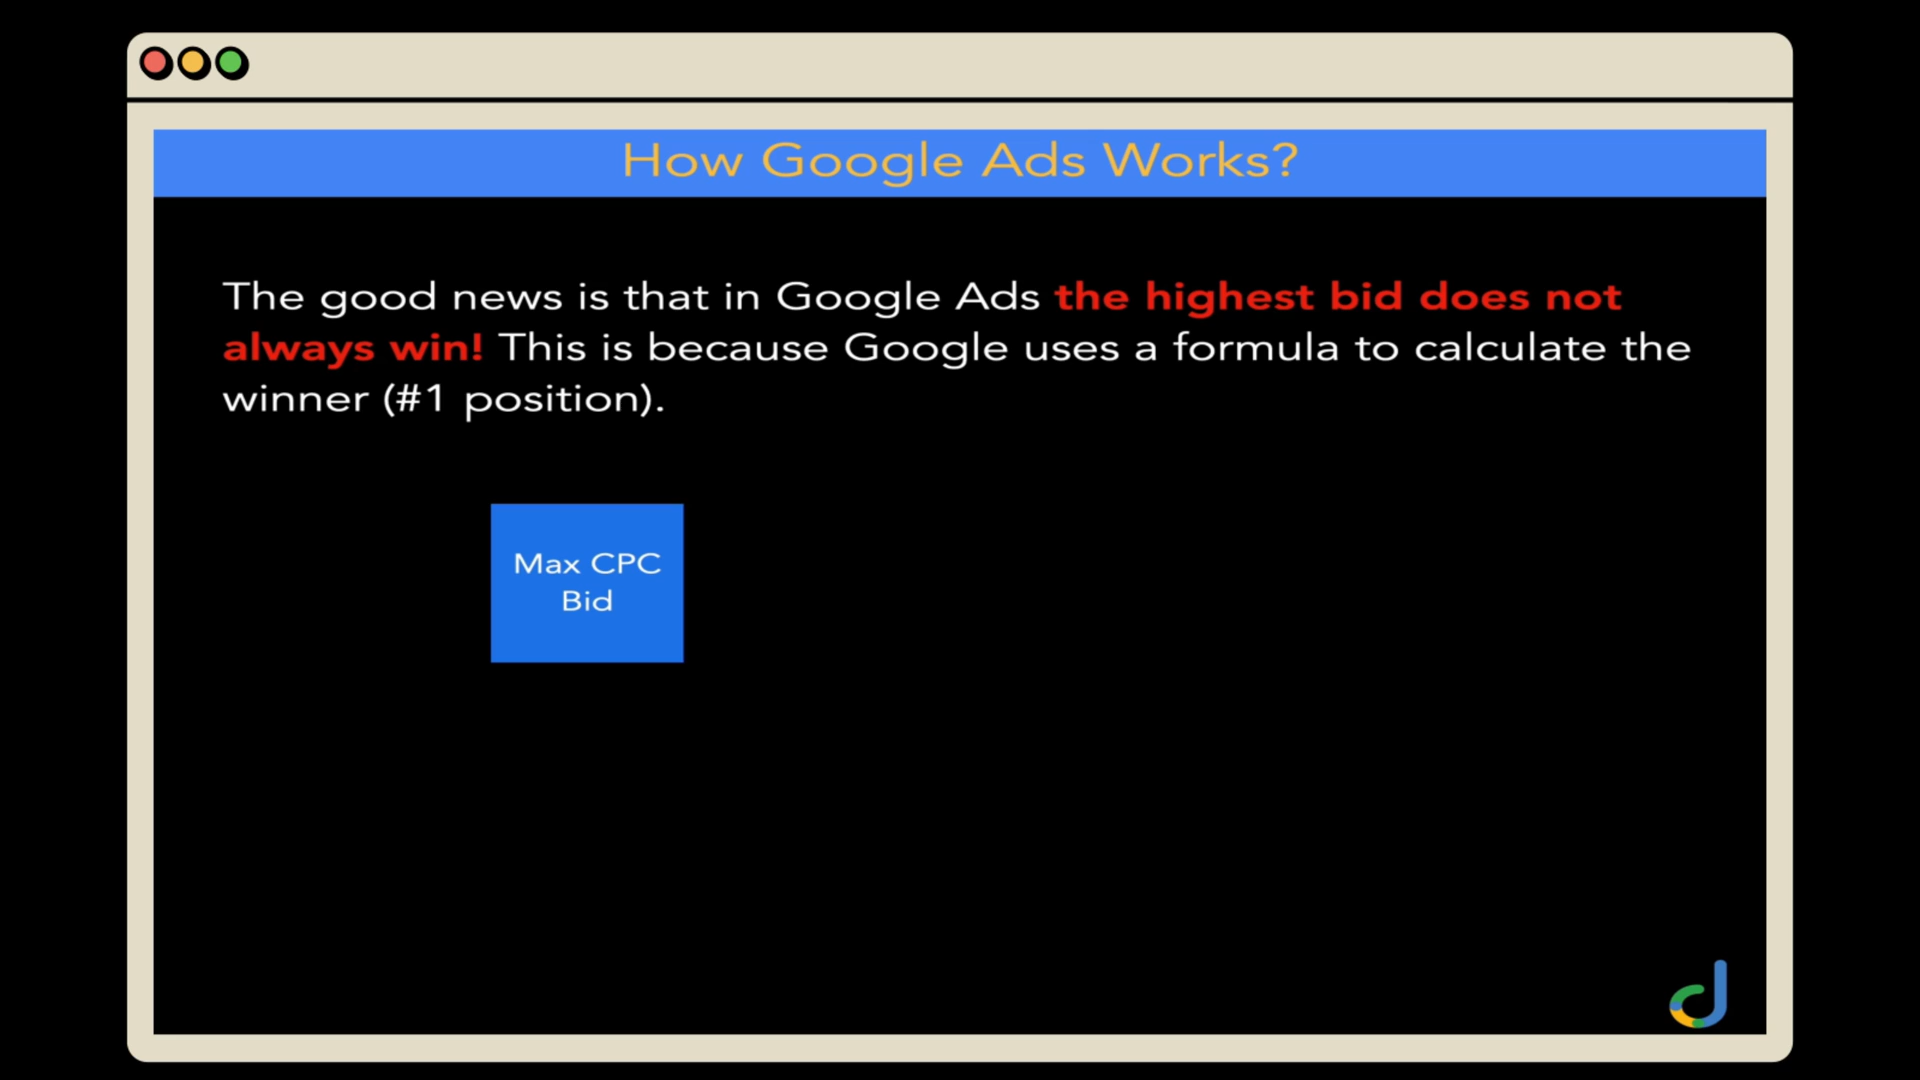 How Google Ads Works?
The good news is that in Google Ads the highest bid does not
always win! This is because Google uses a formula to calculate the
winner (#1 position).
Max CPC
Bid